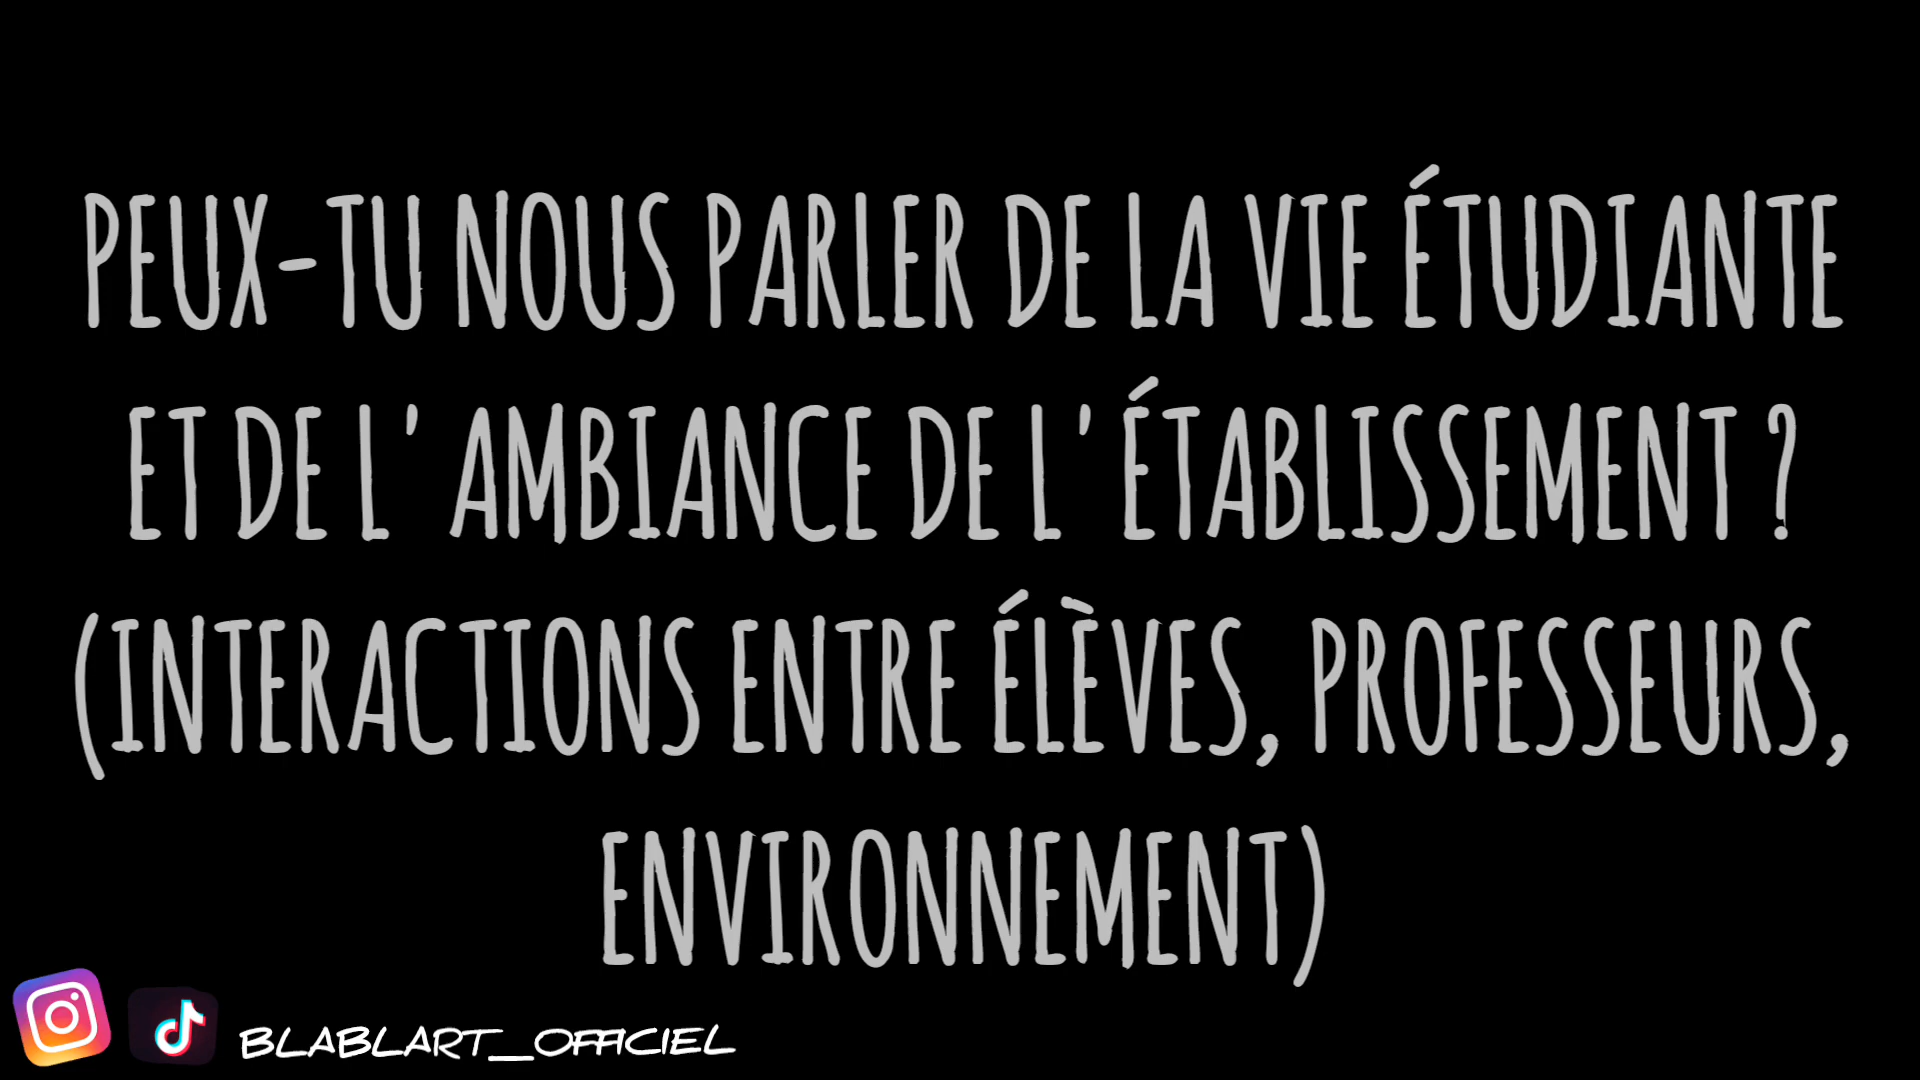 PEUX-TU NOUS PARLER DE LA VIE ÉTUDIANTE
ET DE L' AMBIANCE DE L'ÉTABLISSEMENT ?
(INTERACTIONS ENTRE ÉLÈVES, PROFESSEURS,
ENVIRONNEMENT)
BLABLART_OFFICIEL